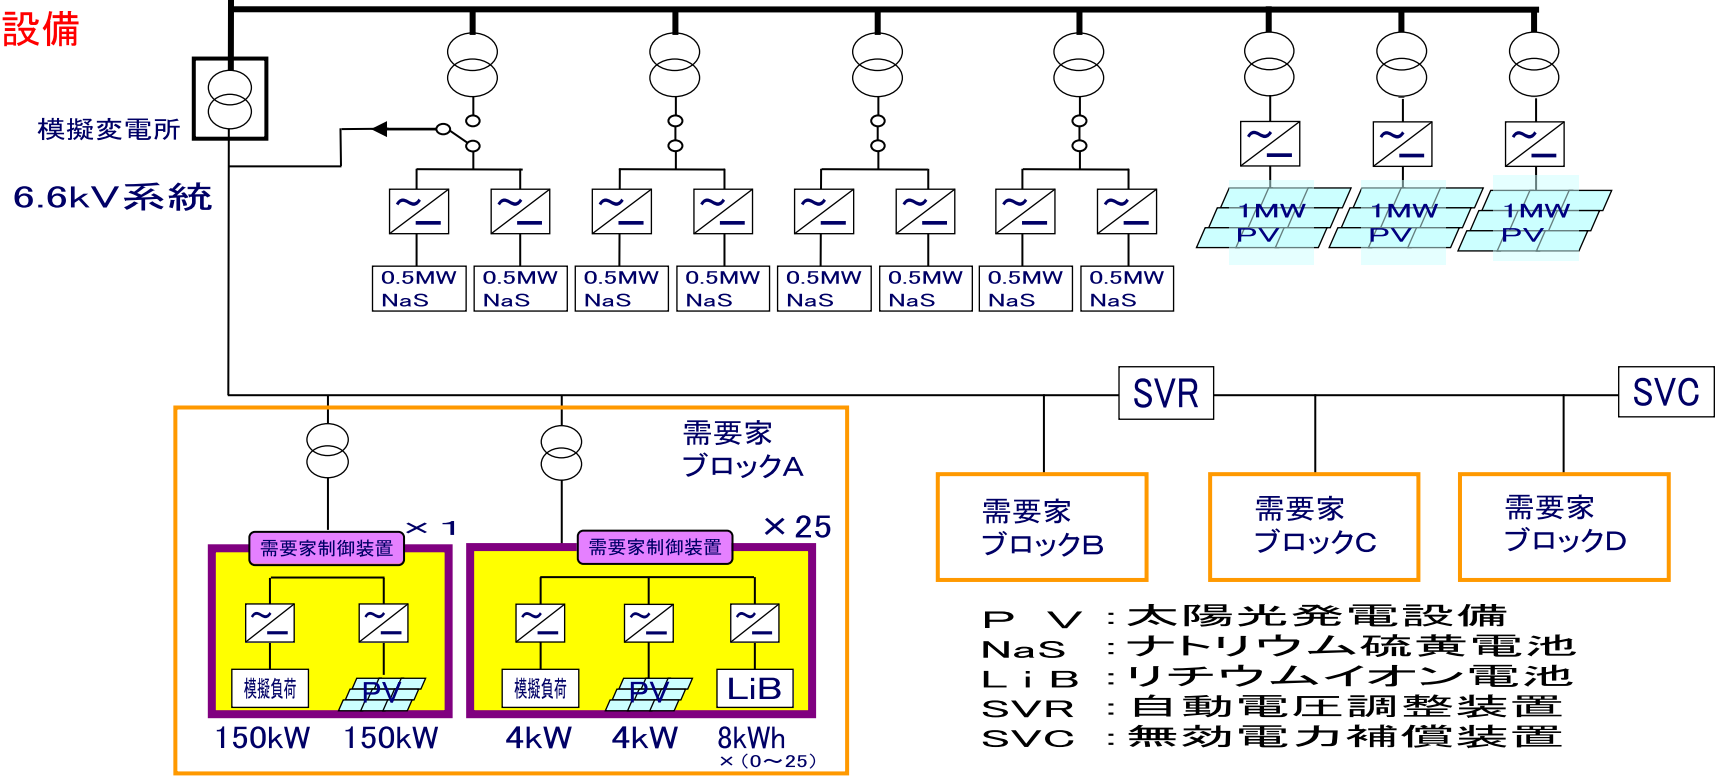 設備
模擬変電所
6.6kV系統
1MW
PV
1MW
PV
1MW
PV
0.5MW
NaS
0.5MW
NaS
0.5MW
NaS
0.5MW
NaS
0.5MW
NaS
0.5MW
NaS
0.5MW
NaS
0.5MW
NaS
SVR
SVC
需要家
ブロックA
需要家
ブロックB
需要家
ブロックC
需要家
ブロックD
× 1
需要家制御装置
×25
需要家制御装置
模擬負荷
PV
模擬負荷
PV
LiB
150kW
150kW
4kW
4kW
8kWh
×(0~25)
P V :太陽光発電設備
NaS :ナトリウム硫黄電池
L i B :リチウムイオン電池
SVR :自動電圧調整装置
SVC :無効電力補償装置